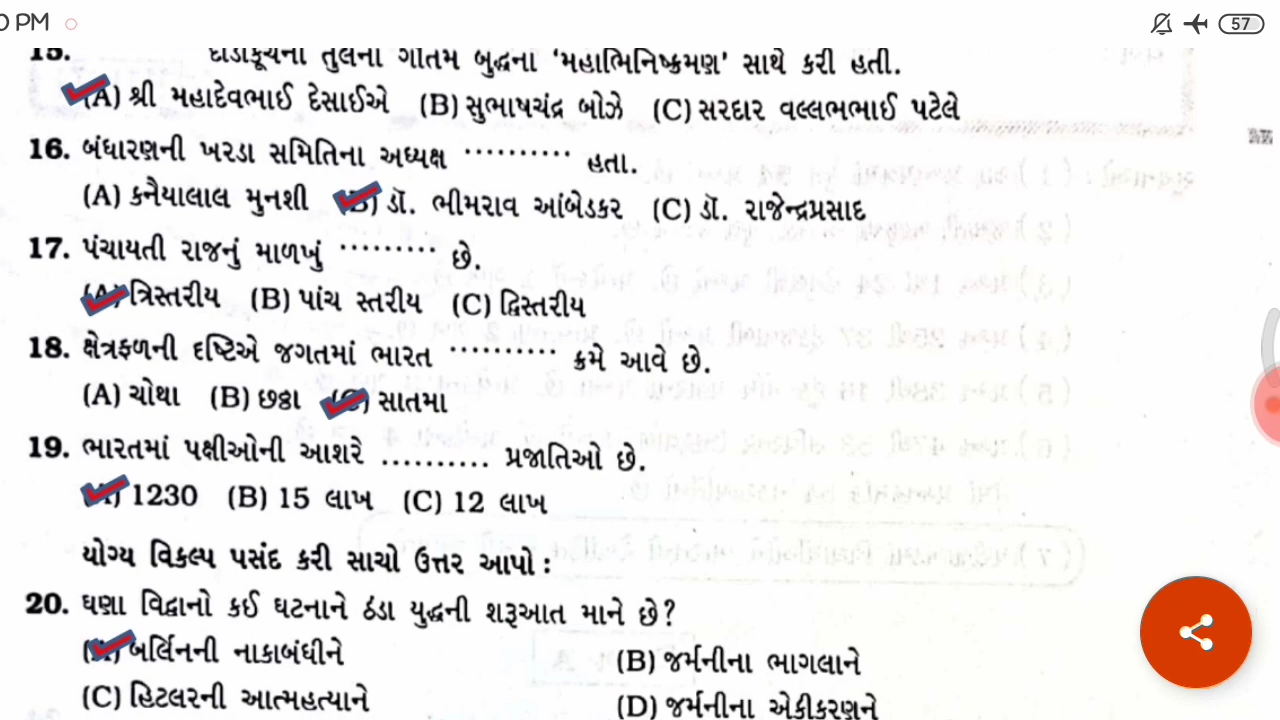 0 PM 57
15. દાંડીકૂચની તુલના ગૌતમ બુદ્ધના ‘મહાભિનિષ્ક્રમણ’ સાથે કરી હતી.
(A) શ્રી મહાદેવભાઈ દેસાઈએ (B) સુભાષચંદ્ર બોઝે (C) સરદાર વલ્લભભાઈ પટેલે
16. બંધારણની ખરડા સમિતિના અધ્યક્ષ .......... હતા.
(A) કનૈયાલાલ મુનશી (B) ડૉ. ભીમરાવ આંબેડકર (C) ડૉ. રાજેન્દ્રપ્રસાદ
17. પંચાયતી રાજનું માળખું .......... છે.
(A) ત્રિસ્તરીય (B) પાંચ સ્તરીય (C) દ્વિસ્તરીય
18. ક્ષેત્રફળની દષ્ટિએ જગતમાં ભારત .......... ક્રમે આવે છે.
(A) ચોથા (B) છઠ્ઠા (C) સાતમા
19. ભારતમાં પક્ષીઓની આશરે .......... પ્રજાતિઓ છે.
(A) 1230 (B) 15 લાખ (C) 12 લાખ
યોગ્ય વિકલ્પ પસંદ કરી સાચો ઉત્તર આપો :
20. ઘણા વિદ્વાનો કઈ ઘટનાને ઠંડા યુદ્ધની શરૂઆત માને છે?
(A) બર્લિનની નાકાબંધીને (B) જર્મનીના ભાગલાને
(C) હિટલરની આત્મહત્યાને (D) જર્મનીના એકીકરણને